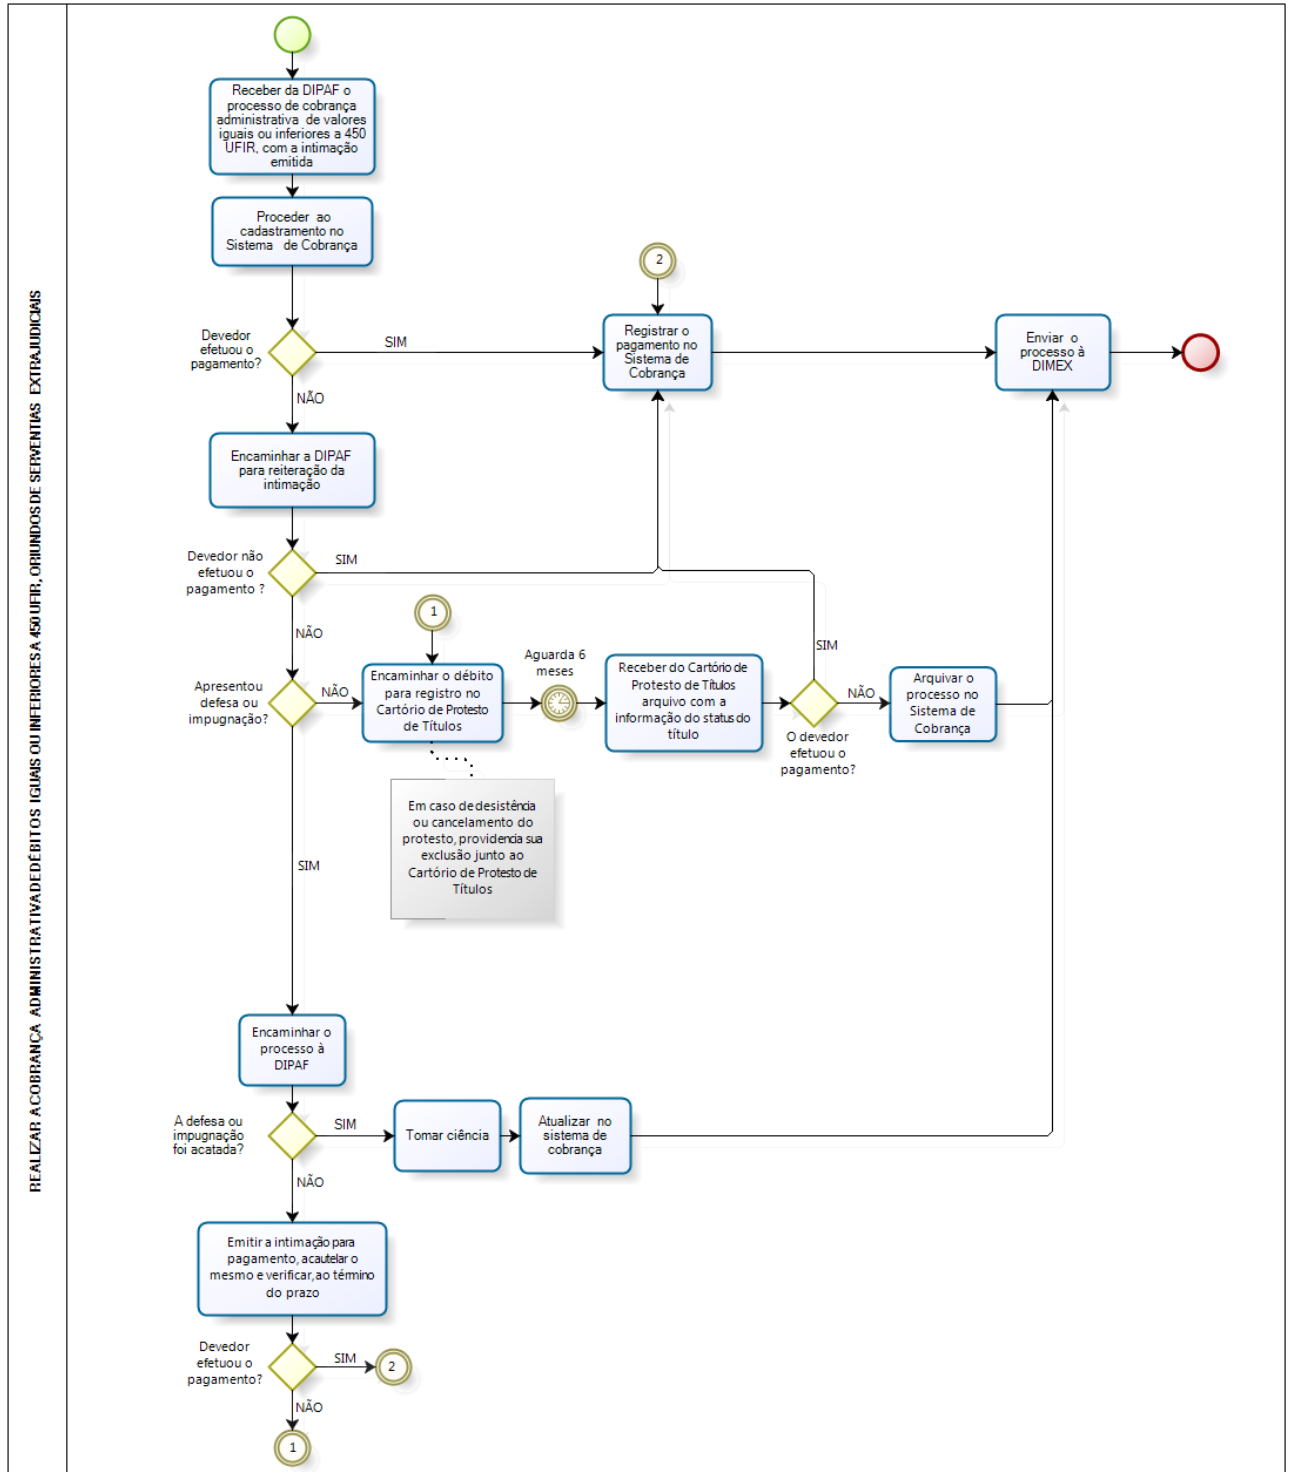 REALIZAR A COBRANÇA ADMINISTRATIVA DE DÉBITOS IGUAIS OU INFERIORES A 450 UFIR, ORIUNDOS DE SERVENTIAS EXTRAJUDICIAIS
Receber da DIPAF o
processo de cobrança
administrativa de valores
iguais ou inferiores a 450
UFIR, com a intimação
emitida
Proceder ao
cadastramento no
Sistema de Cobrança
Devedor
efetuou o
pagamento?
SIM
NÃO
2
Registrar o
pagamento no
Sistema de
Cobrança
Enviar o
processo à
DIMEX
Encaminhar a DIPAF
para reiteração da
intimação
Devedor não
efetuou o
pagamento ?
SIM
NÃO
Apresentou
defesa ou
impugnação?
NÃO
SIM
1
Encaminhar o débito
para registro no
Cartório de Protesto
de Títulos
Aguarda 6
meses
Receber do Cartório de
Protesto de Títulos
arquivo com a
informação do status do
título
SIM
NÃO
O devedor
efetuou o
pagamento?
Arquivar o
processo no
Sistema de
Cobrança
Em caso de desistência
ou cancelamento do
protesto, providencia sua
exclusão junto ao
Cartório de Protesto de
Títulos
Encaminhar o
processo à
DIPAF
A defesa ou
impugnação
foi acatada?
SIM
NÃO
Tomar ciência
Atualizar no
sistema de
cobrança
Emitir a intimação para
pagamento, acautelar o
mesmo e verificar, ao término
do prazo
Devedor
efetuou o
pagamento?
SIM
2
NÃO
1